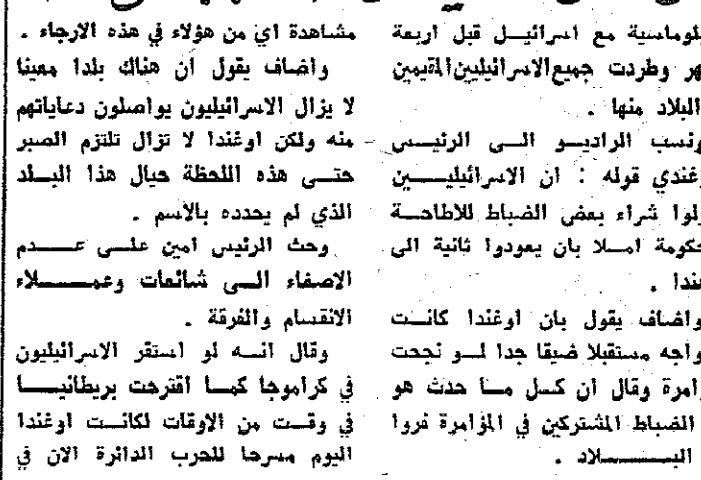 بلوماسية مع اسرائيل قبل اربعة
هر وطردت جميع الاسرائيليين المقيمين
البلاد منها .
ونسب الراديو الى الرئيس
وغندي قوله : ان الاسرائيليين
ولوا شراء بعض الضباط للاطاحة
حكومة املا بان يعودوا ثانية الى
غندا .
واضاف يقول بان اوغندا كانت
واجه مستقبلا ضيقا جدا لو نجحت
امرة وقال ان كل ما حدث هو
الضباط المشتركين في المؤامرة فروا
البلاد .
مشاهدة اي من هؤلاء في هذه الارجاء .
واضاف يقول ان هناك بلدا معينا
لا يزال الاسرائيليون يواصلون دعاياتهم
منه ولكن اوغندا لا تزال تلتزم الصبر
حتى هذه اللحظة حيال هذا البلد
الذي لم يحدده بالاسم .
وحث الرئيس امين على عدم
الاصفاء الى شائعات وعملاء
الانقسام والفرقة .
وقال انه لو استقر الاسرائيليون
في كراموجا كما اقترحت بريطانيا
في وقت من الاوقات لكانت اوغندا
اليوم مسرحا للحرب الدائرة الان في